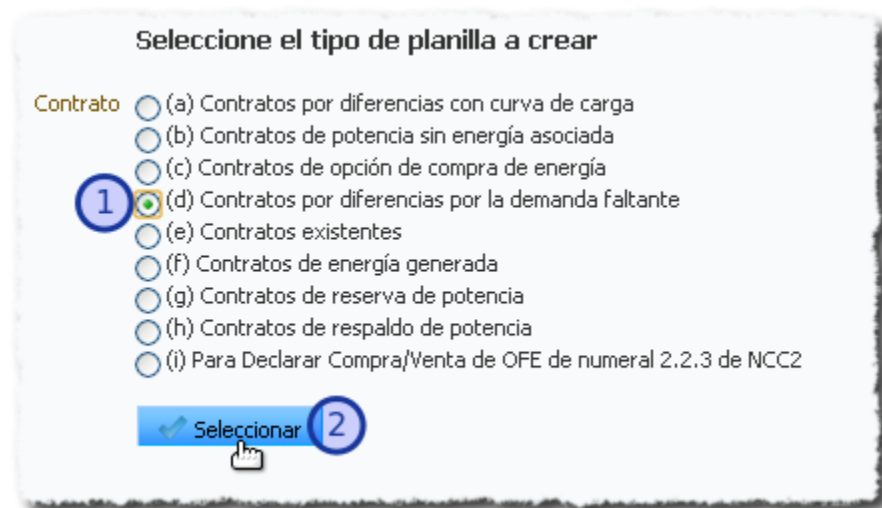 Seleccione el tipo de planilla a crear
Contrato (a) Contratos por diferencias con curva de carga
(b) Contratos de potencia sin energía asociada
(c) Contratos de opción de compra de energía
1 (d) Contratos por diferencias por la demanda faltante
(e) Contratos existentes
(f) Contratos de energía generada
(g) Contratos de reserva de potencia
(h) Contratos de respaldo de potencia
(i) Para Declarar Compra/Venta de OFE de numeral 2.2.3 de NCC2
Seleccionar 2